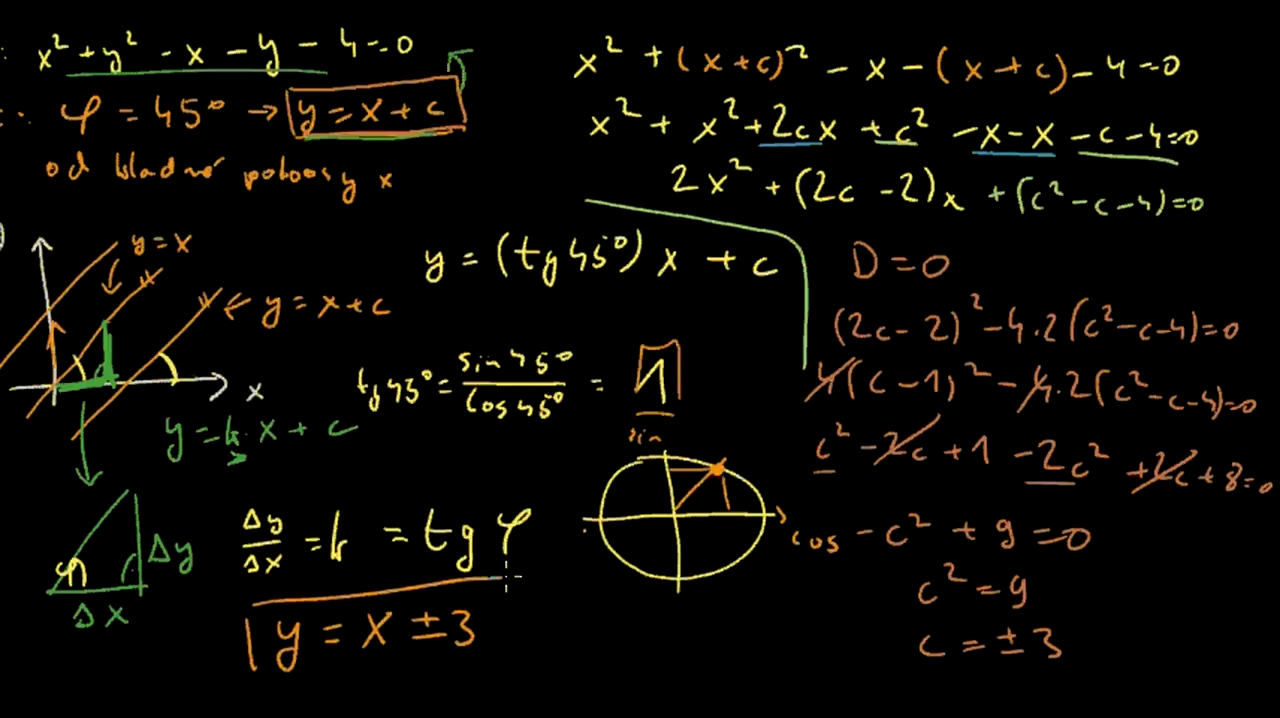 x² + y² - x - y - 4 = 0
φ = 45° → y = x + c
od kladné poloosy x
y = x
y = x + c
x
y = k · x + c
φ
Δy
Δx
Δy/Δx = k = tg φ
y = x ± 3
y = (tg 45°) x + c
tg 45° = sin 45°/cos 45° = 1
sin
cos
x² + (x + c)² - x - (x + c) - 4 = 0
x² + x² + 2cx + c² - x - x - c - 4 = 0
2x² + (2c - 2)x + (c² - c - 4) = 0
D = 0
(2c - 2)² - 4.2(c² - c - 4) = 0
4(c - 1)² - 4.2(c² - c - 4) = 0
c² - 2c + 1 - 2c² + 2c + 8 = 0
- c² + 9 = 0
c² = 9
c = ± 3